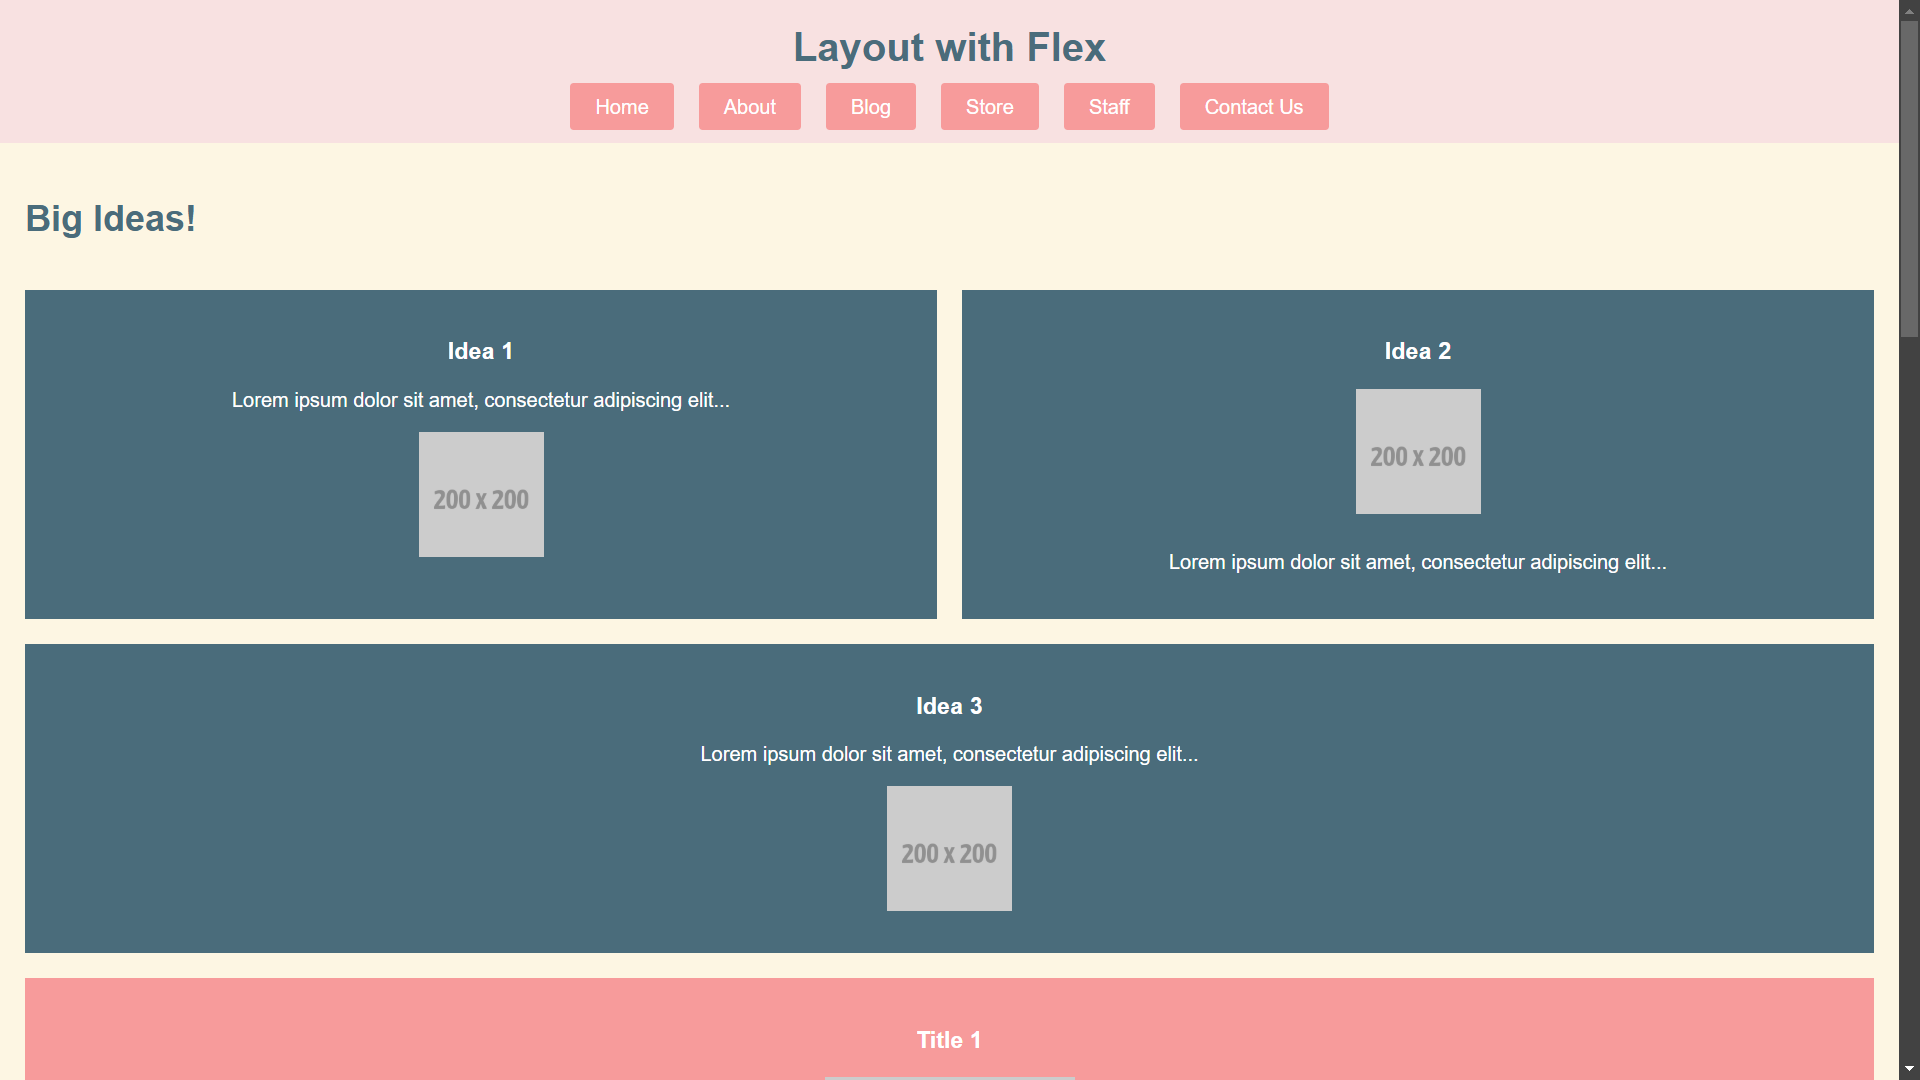 Layout with Flex
Home About Blog Store Staff Contact Us
Big Ideas!
Idea 1
Lorem ipsum dolor sit amet, consectetur adipiscing elit...
200 x 200
Idea 2
200 x 200
Lorem ipsum dolor sit amet, consectetur adipiscing elit...
Idea 3
Lorem ipsum dolor sit amet, consectetur adipiscing elit...
200 x 200
Title 1